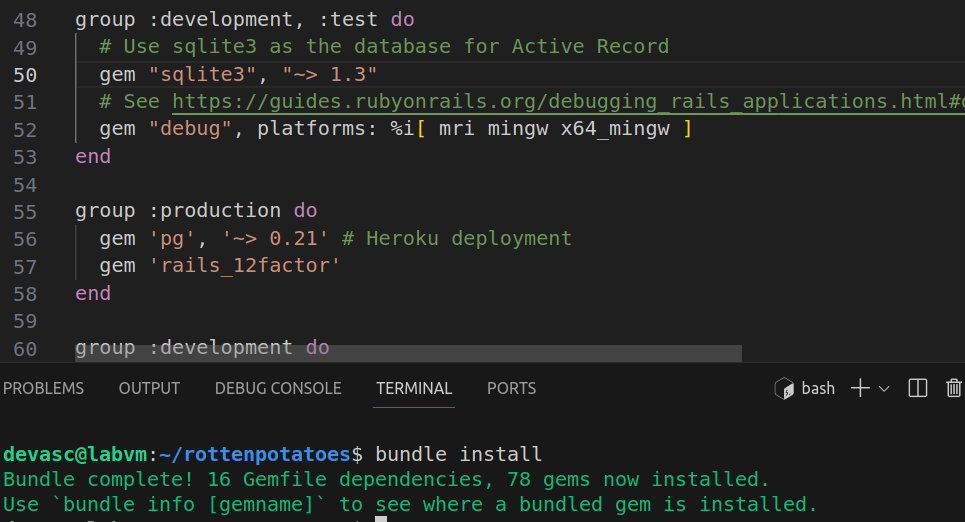 48 group :development, :test do
49 # Use sqlite3 as the database for Active Record
50 gem "sqlite3", "~> 1.3"
51 # See https://guides.rubyonrails.org/debugging_rails_applications.html#
52 gem "debug", platforms: %i[ mri mingw x64_mingw ]
53 end
54
55 group :production do
56 gem 'pg', '~> 0.21' # Heroku deployment
57 gem 'rails_12factor'
58 end
59
60 group :development do
PROBLEMS OUTPUT DEBUG CONSOLE TERMINAL PORTS bash
devasc@labvm:~/rottenpotatoes$ bundle install
Bundle complete! 16 Gemfile dependencies, 78 gems now installed.
Use `bundle info [gemname]` to see where a bundled gem is installed.